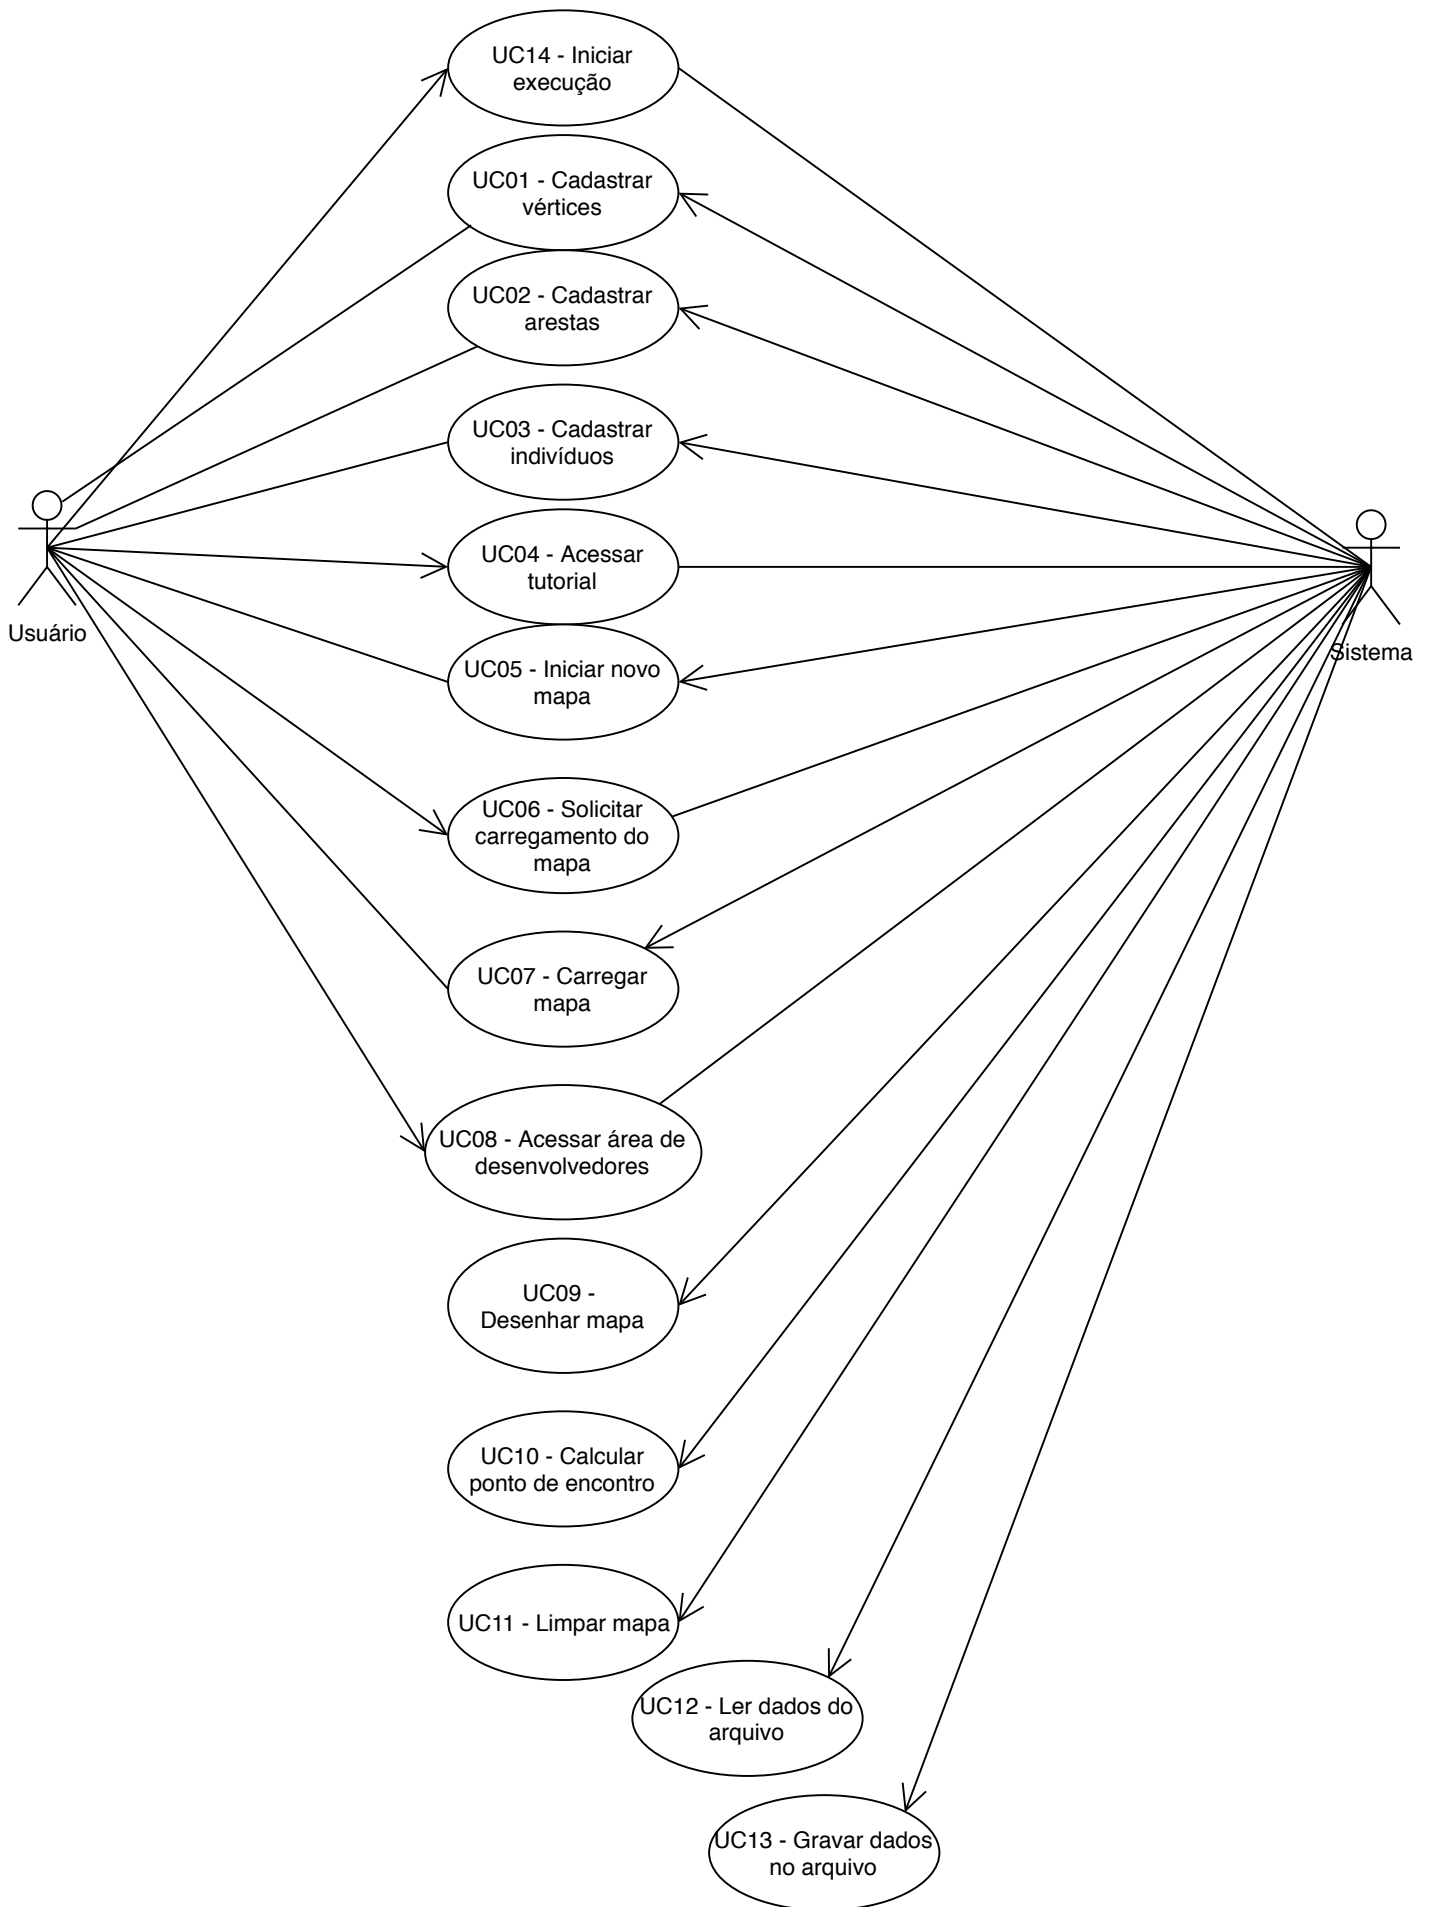 UC14 - Iniciar
execução
UC01 - Cadastrar
vértices
UC02 - Cadastrar
arestas
UC03 - Cadastrar
indivíduos
UC04 - Acessar
tutorial
Usuário
Sistema
UC05 - Iniciar novo
mapa
UC06 - Solicitar
carregamento do
mapa
UC07 - Carregar
mapa
UC08 - Acessar área de
desenvolvedores
UC09 -
Desenhar mapa
UC10 - Calcular
ponto de encontro
UC11 - Limpar mapa
UC12 - Ler dados do
arquivo
UC13 - Gravar dados
no arquivo